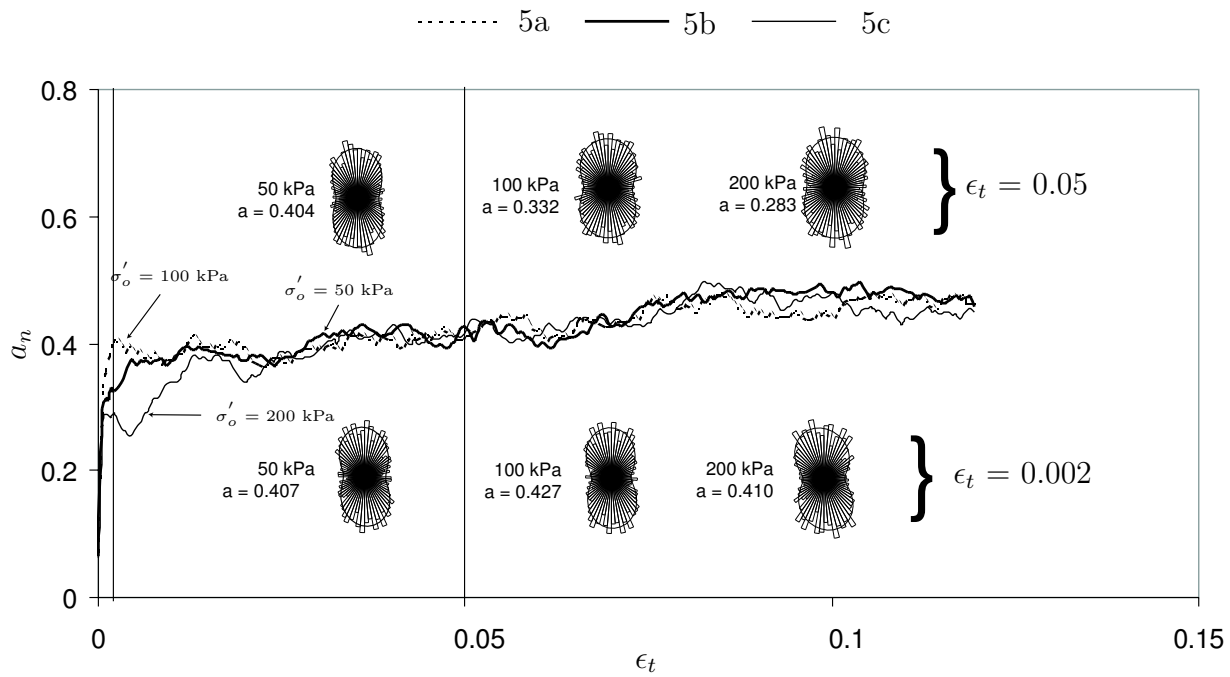 5a 5b 5c
0.8
0.6
0.4
0.2
0
a_n
50 kPa
a = 0.404
100 kPa
a = 0.332
200 kPa
a = 0.283
ϵ_t = 0.05
σ'_o = 100 kPa
σ'_o = 50 kPa
σ'_o = 200 kPa
50 kPa
a = 0.407
100 kPa
a = 0.427
200 kPa
a = 0.410
ϵ_t = 0.002
0 0.05 0.1 0.15
ϵ_t